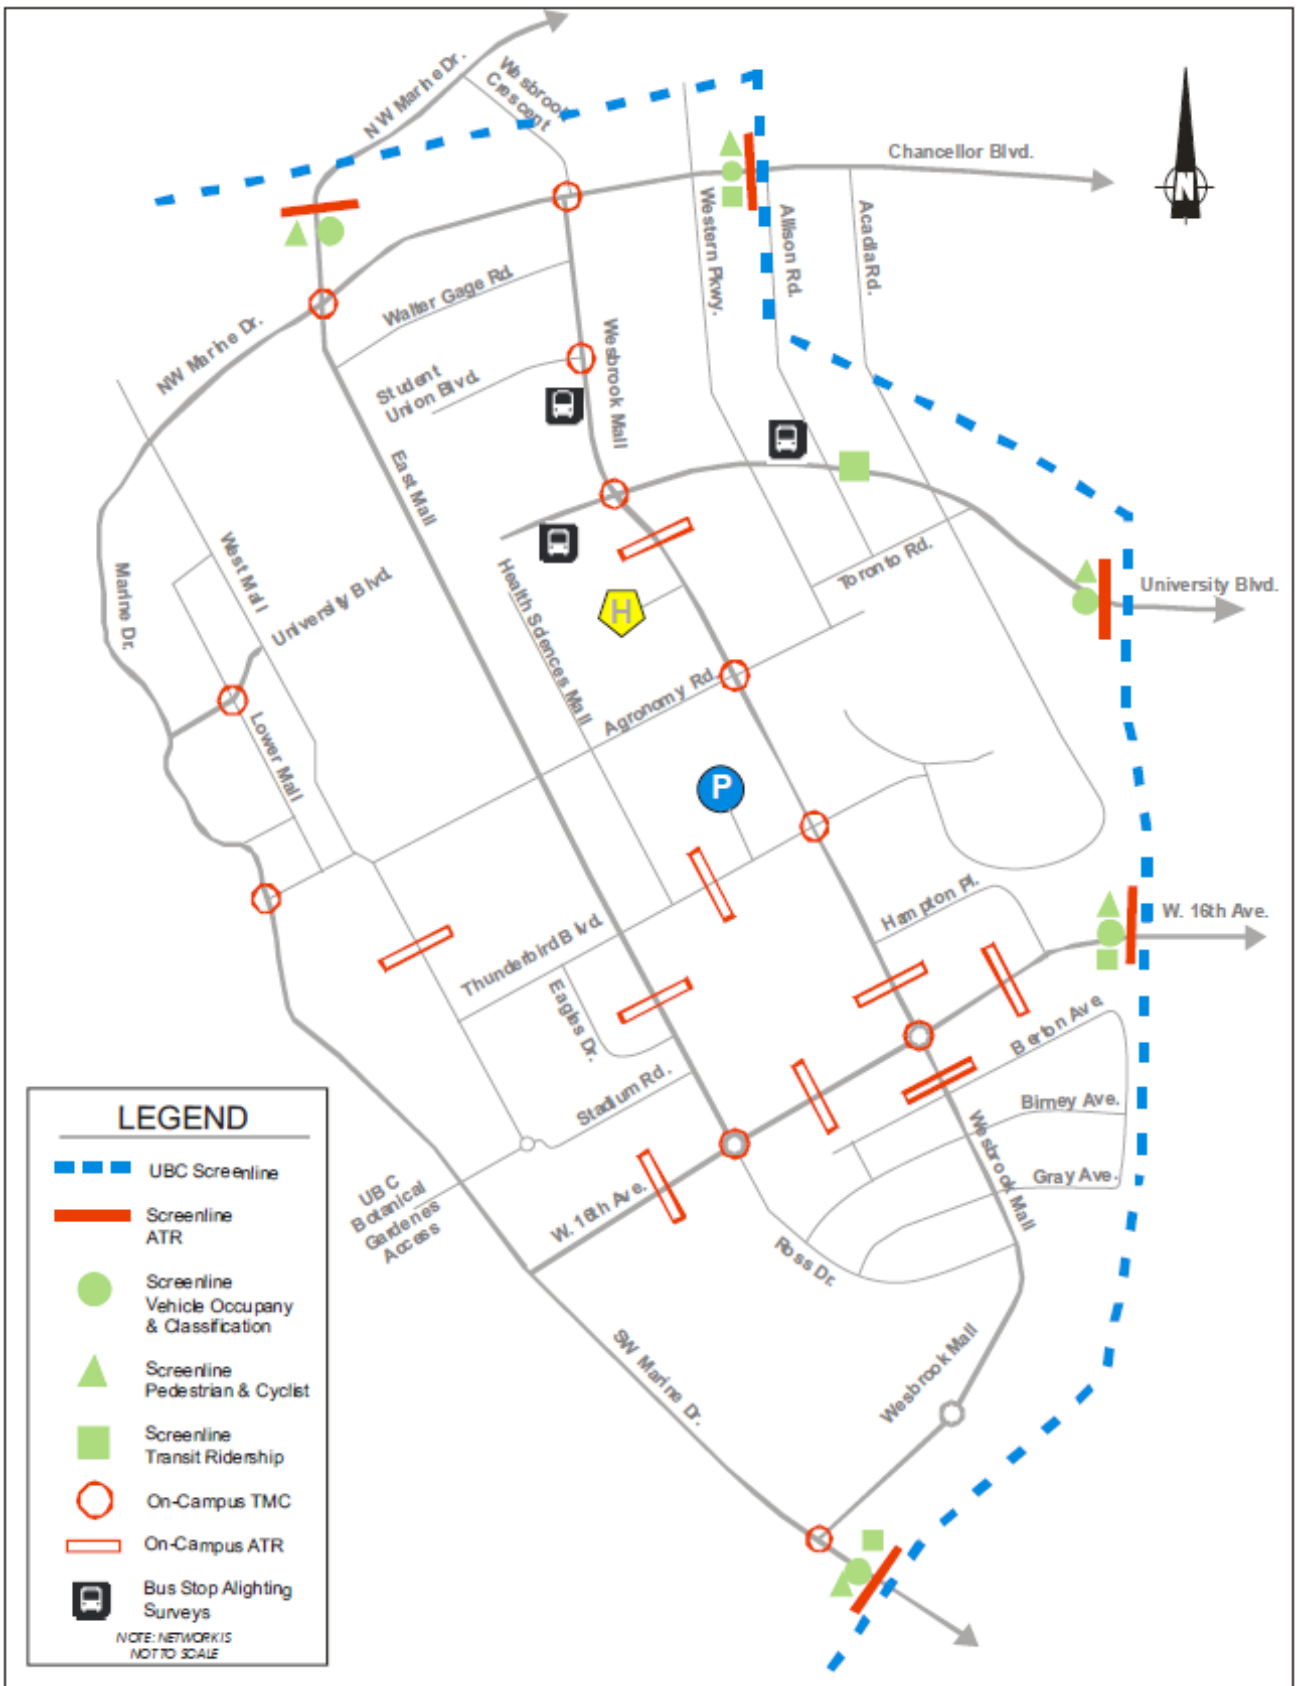 NW Marine Dr.
Wesbrook
Crescent
Chancellor Blvd.
N
Western Pkwy.
Allison Rd.
Acadia Rd.
Walter Gage Rd.
NW Marine Dr.
Student
Union Blvd.
Wesbrook Mall
East Mall
West Mall
Marine Dr.
University Blvd.
Health Sciences Mall
Toronto Rd.
University Blvd.
H
Agronomy Rd.
Lower Mall
P
Hampton Pl.
W. 16th Ave.
Thunderbird Blvd.
Eagles Dr.
Berton Ave.
Stadium Rd.
Birney Ave.
Wesbrook Mall
Gray Ave.
UBC
Botanical
Gardenes
Access
W. 16th Ave.
Ross Dr.
SW Marine Dr.
Wesbrook Mall
LEGEND
UBC Screenline
Screenline
ATR
Screenline
Vehicle Occupany
& Classification
Screenline
Pedestrian & Cyclist
Screenline
Transit Ridership
On-Campus TMC
On-Campus ATR
Bus Stop Alighting
Surveys
NOTE: NETWORK IS
NOT TO SCALE